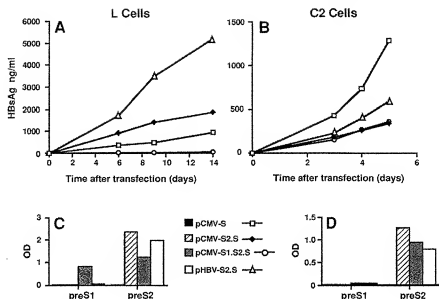 L Cells
C2 Cells
A
B
HBsAg ng/ml
6000
5000
4000
3000
2000
1000
0
0 2 4 6 8 10 12 14
Time after transfection (days)
1500
1000
500
0
0 2 4 6
Time after transfection (days)
C
OD
3
2
1
0
preS1 preS2
pCMV-S
pCMV-S2.S
pCMV-S1.S2.S
pHBV-S2.S
D
OD
1.5
1.0
0.5
0
preS1 preS2